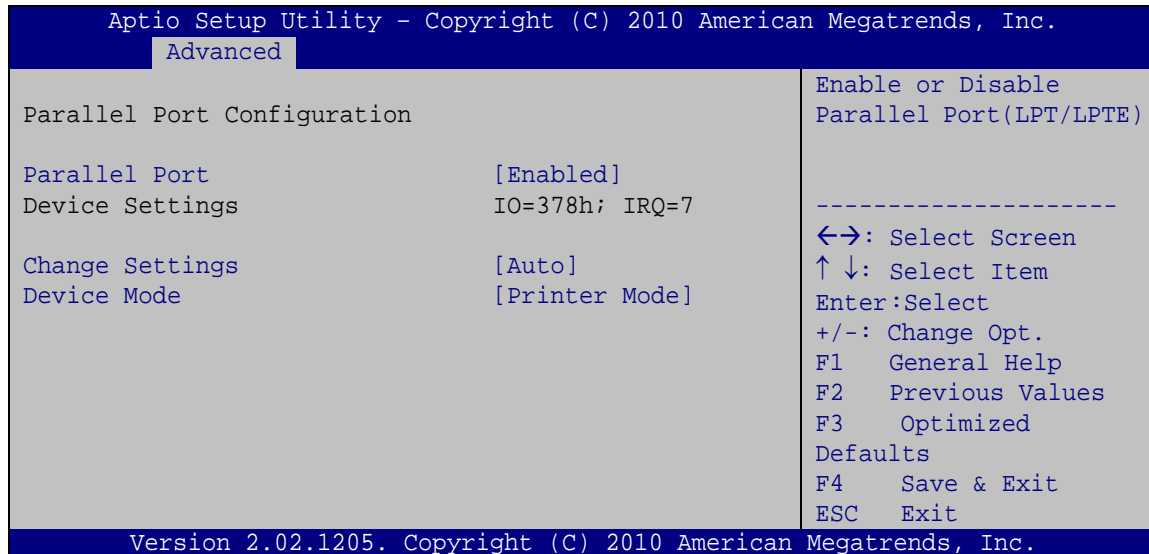 Aptio Setup Utility – Copyright (C) 2010 American Megatrends, Inc.
Advanced
Parallel Port Configuration
Parallel Port [Enabled]
Device Settings IO=378h; IRQ=7
Change Settings [Auto]
Device Mode [Printer Mode]
Enable or Disable
Parallel Port(LPT/LPTE)
---------------------
←→: Select Screen
↑ ↓: Select Item
Enter:Select
+/-: Change Opt.
F1 General Help
F2 Previous Values
F3 Optimized
Defaults
F4 Save & Exit
ESC Exit
Version 2.02.1205. Copyright (C) 2010 American Megatrends, Inc.